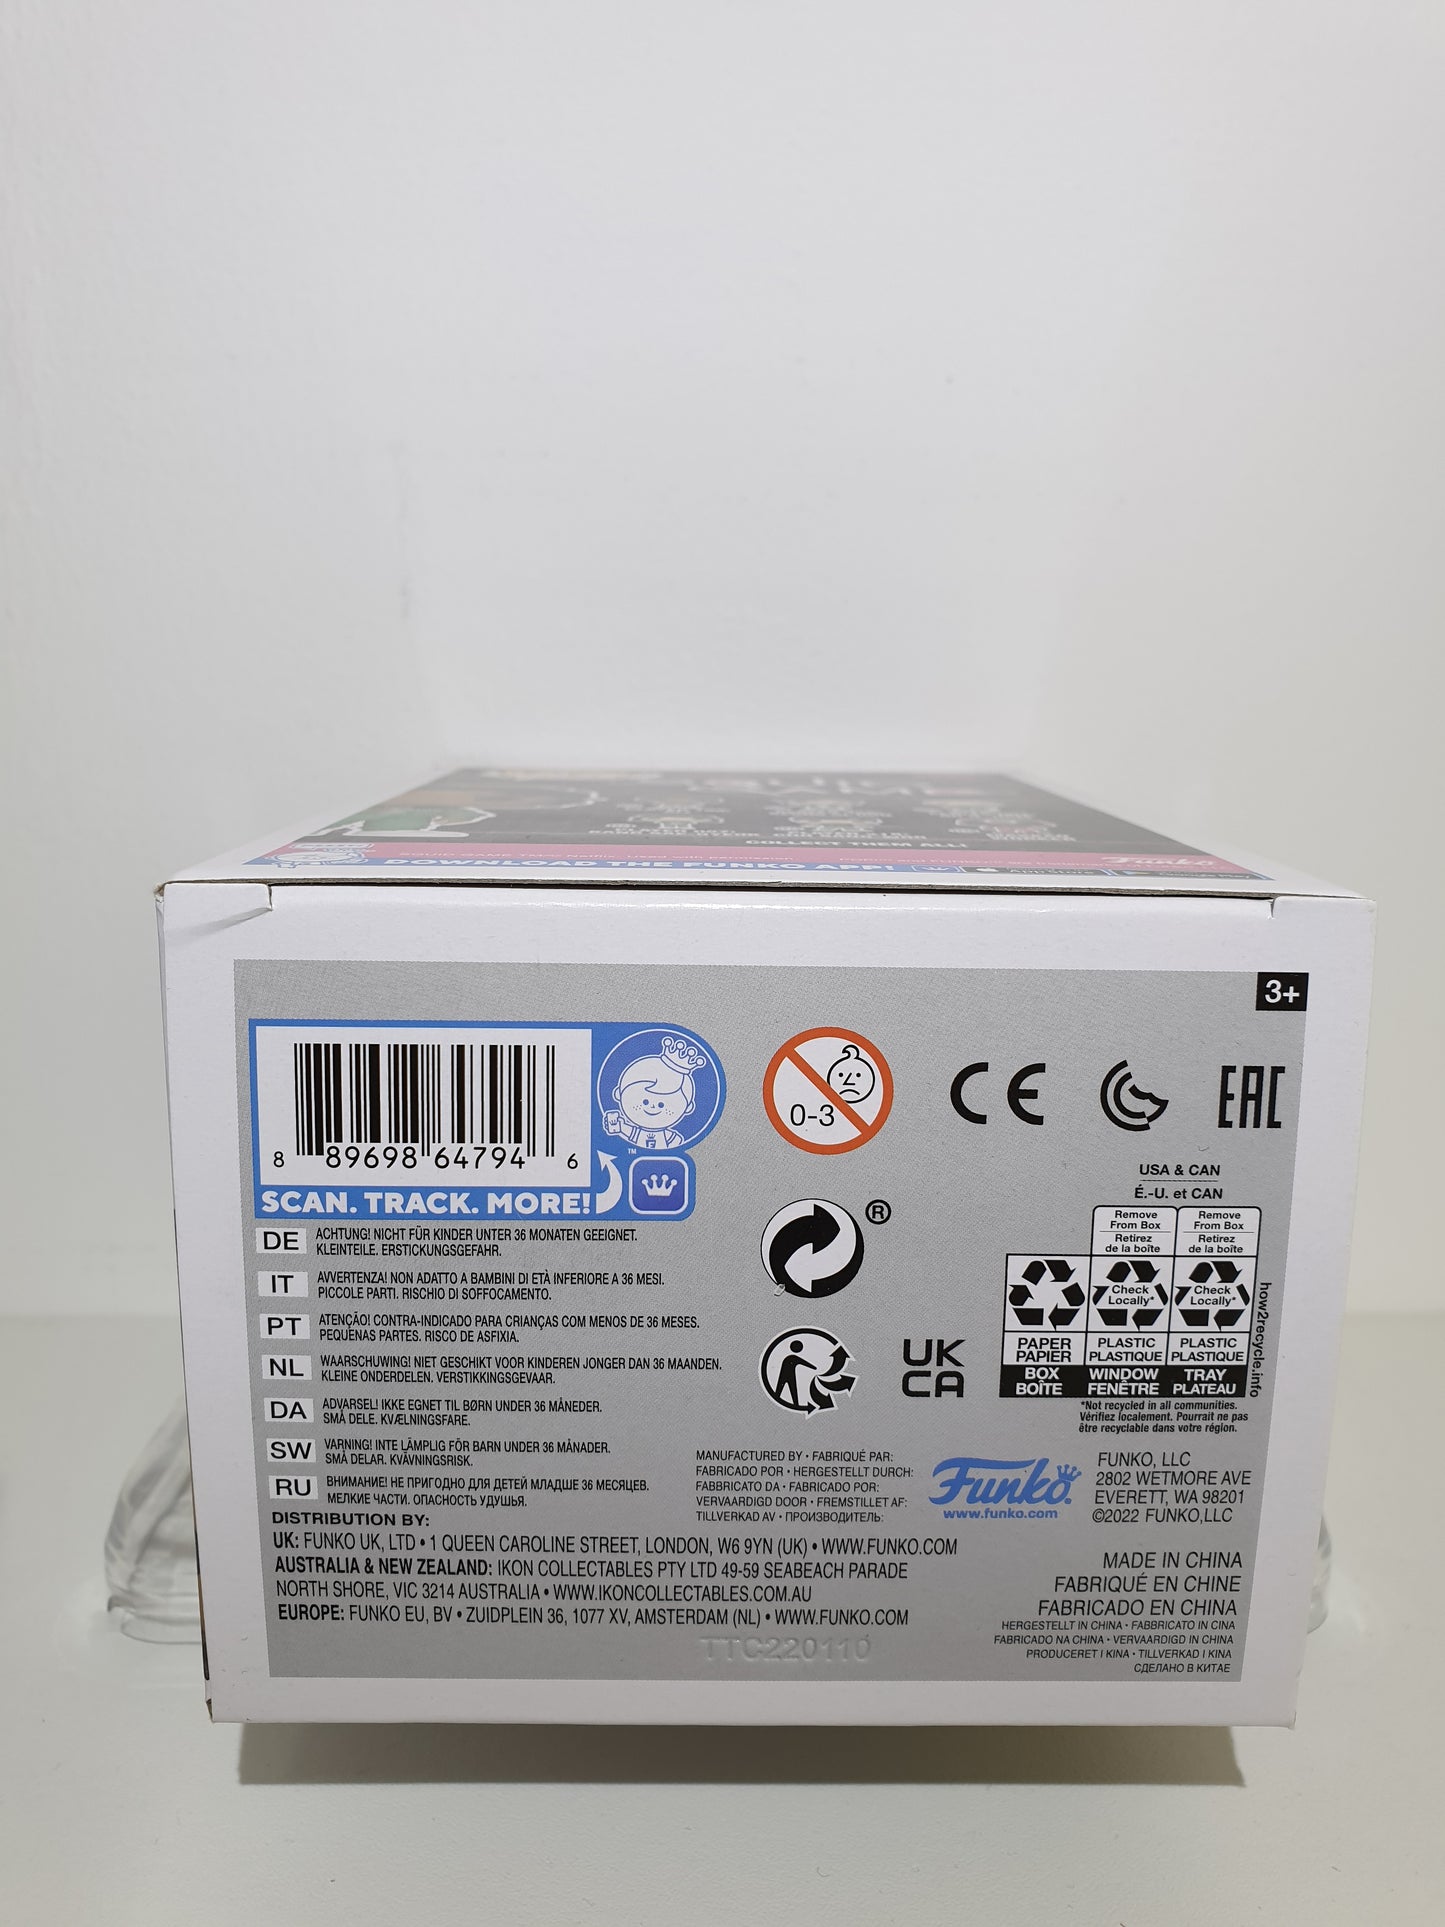 COLLECT THEM ALL!
Funko
DOWNLOAD THE FUNKO APP!
3+
8 89698 64794 6
SCAN. TRACK. MORE!
™
0-3
CE
EAC
®
UK
CA
DE ACHTUNG! NICHT FÜR KINDER UNTER 36 MONATEN GEEIGNET.
KLEINTEILE. ERSTICKUNGSGEFAHR.
IT AVVERTENZA! NON ADATTO A BAMBINI DI ETÀ INFERIORE A 36 MESI.
PICCOLE PARTI. RISCHIO DI SOFFOCAMENTO.
PT ATENÇÃO! CONTRA-INDICADO PARA CRIANÇAS COM MENOS DE 36 MESES.
PEQUENAS PARTES. RISCO DE ASFIXIA.
NL WAARSCHUWING! NIET GESCHIKT VOOR KINDEREN JONGER DAN 36 MAANDEN.
KLEINE ONDERDELEN. VERSTIKKINGSGEVAAR.
DA ADVARSEL! IKKE EGNET TIL BØRN UNDER 36 MÅNEDER.
SMÅ DELE. KVÆLNINGSFARE.
SW VARNING! INTE LÄMPLIG FÖR BARN UNDER 36 MÅNADER.
SMÅ DELAR. KVÄVNINGSRISK.
RU ВНИМАНИЕ! НЕ ПРИГОДНО ДЛЯ ДЕТЕЙ МЛАДШЕ 36 МЕСЯЦЕВ.
МЕЛКИЕ ЧАСТИ. ОПАСНОСТЬ УДУШЬЯ.
USA & CAN
É.-U. et CAN
Remove From Box
Retirez de la boîte
Remove From Box
Retirez de la boîte
Check Locally*
Check Locally*
PAPER PAPIER
PLASTIC PLASTIQUE
PLASTIC PLASTIQUE
BOX BOÎTE
WINDOW FENÊTRE
TRAY PLATEAU
how2recycle.info
*Not recycled in all communities.
Vérifiez localement. Pourrait ne pas
être recyclable dans votre région.
MANUFACTURED BY • FABRIQUÉ PAR:
FABRICADO POR • HERGESTELLT DURCH:
FABBRICATO DA • FABRICADO POR:
VERVAARDIGD DOOR • FREMSTILLET AF:
TILLVERKAD AV • ПРОИЗВОДИТЕЛЬ:
Funko®
www.funko.com
FUNKO, LLC
2802 WETMORE AVE
EVERETT, WA 98201
©2022 FUNKO,LLC
DISTRIBUTION BY:
UK: FUNKO UK, LTD • 1 QUEEN CAROLINE STREET, LONDON, W6 9YN (UK) • WWW.FUNKO.COM
AUSTRALIA & NEW ZEALAND: IKON COLLECTABLES PTY LTD 49-59 SEABEACH PARADE
NORTH SHORE, VIC 3214 AUSTRALIA • WWW.IKONCOLLECTABLES.COM.AU
EUROPE: FUNKO EU, BV • ZUIDPLEIN 36, 1077 XV, AMSTERDAM (NL) • WWW.FUNKO.COM
TTC220110
MADE IN CHINA
FABRIQUÉ EN CHINE
FABRICADO EN CHINA
HERGESTELLT IN CHINA • FABBRICATO IN CINA
FABRICADO NA CHINA • VERVAARDIGD IN CHINA
PRODUCERET I KINA • TILLVERKAD I KINA
СДЕЛАНО В КИТАЕ